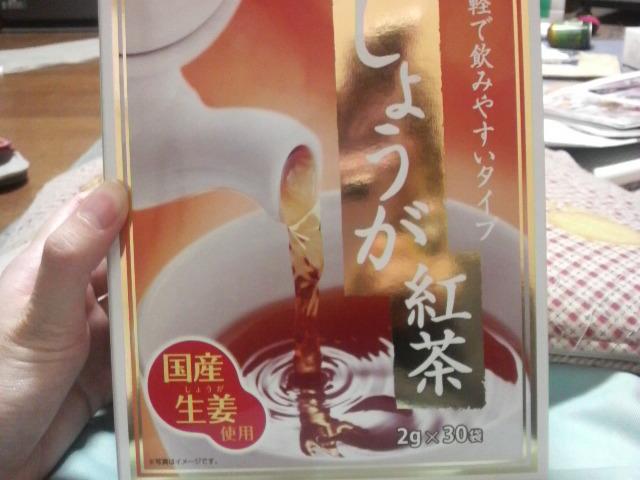 軽で飲みやすいタイプ
しょうが
紅茶
国産
しょうが
生姜
使用
2g×30袋
※写真はイメージです。